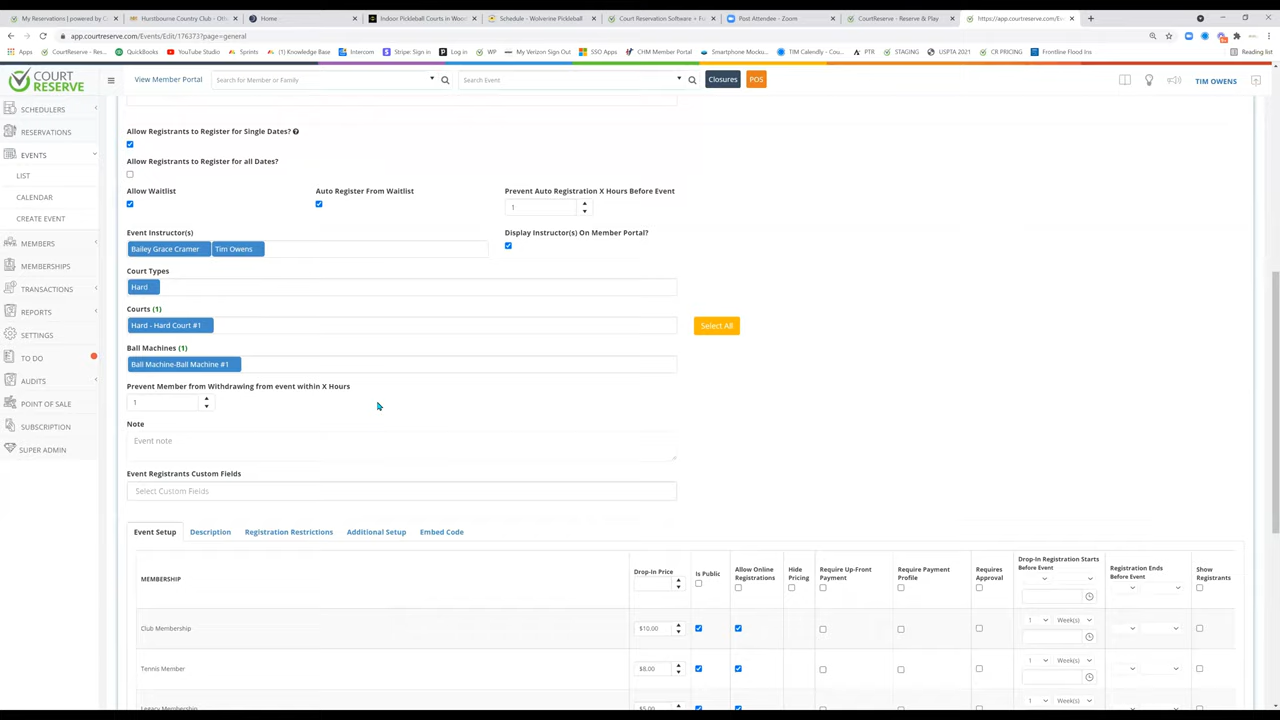 My Reservations | powered by C
Hurstbourne Country Club - Oth
Home
Indoor Pickleball Courts in Woo
Schedule - Wolverine Pickleball
Court Reservation Software + F
Post Attendee - Zoom
CourtReserve - Reserve & Play
https://app.courtreserve.com/Ev
app.courtreserve.com/Events/Edit/176373?page=general
Apps CourtReserve - Res... QuickBooks YouTube Studio Sprints (1) Knowledge Base Intercom Stripe: Sign in Log in WP My Verizon Sign Out SSO Apps CHM Member Portal Smartphone Mocku... TIM Calendly - Cour... PTR STAGING USPTA 2021 CR PRICING Frontline Flood Ins Reading list
COURT RESERVE
View Member Portal
Search for Member or Family
Search Event
Closures
POS
TIM OWENS
SCHEDULERS
RESERVATIONS
EVENTS
LIST
CALENDAR
CREATE EVENT
MEMBERS
MEMBERSHIPS
TRANSACTIONS
REPORTS
SETTINGS
TO DO
AUDITS
POINT OF SALE
SUBSCRIPTION
SUPER ADMIN
Allow Registrants to Register for Single Dates?
Allow Registrants to Register for all Dates?
Allow Waitlist
Auto Register From Waitlist
Prevent Auto Registration X Hours Before Event
1
Event Instructor(s)
Display Instructor(s) On Member Portal?
Bailey Grace Cramer Tim Owens
Court Types
Hard
Courts (1)
Hard - Hard Court #1
Select All
Ball Machines (1)
Ball Machine-Ball Machine #1
Prevent Member from Withdrawing from event within X Hours
1
Note
Event note
Event Registrants Custom Fields
Select Custom Fields
Event Setup Description Registration Restrictions Additional Setup Embed Code
MEMBERSHIP
Drop-In Price
Is Public
Allow Online
Registrations
Hide
Pricing
Require Up-Front
Payment
Require Payment
Profile
Requires
Approval
Drop-In Registration Starts
Before Event
Registration Ends
Before Event
Show
Registrants
Club Membership $10.00 1 Week(s)
Tennis Member $8.00 1 Week(s)
Legacy Membership $5.00 1 Week(s)